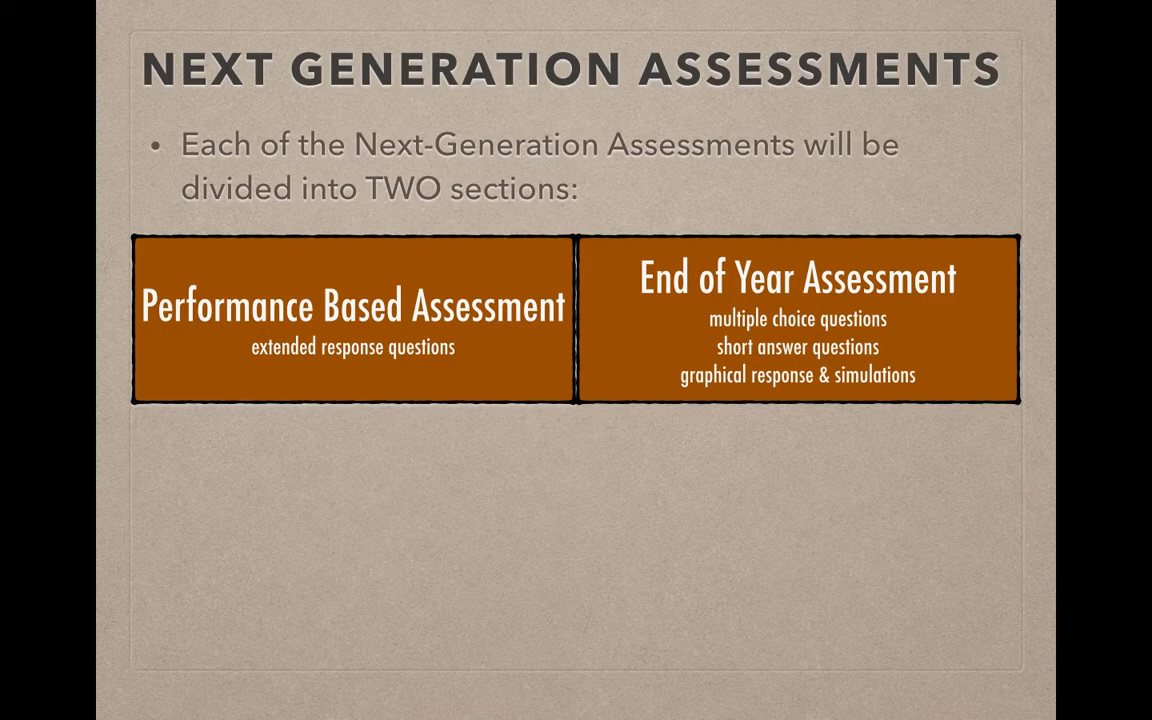 NEXT GENERATION ASSESSMENTS
• Each of the Next-Generation Assessments will be
divided into TWO sections:
Performance Based Assessment
extended response questions
End of Year Assessment
multiple choice questions
short answer questions
graphical response & simulations